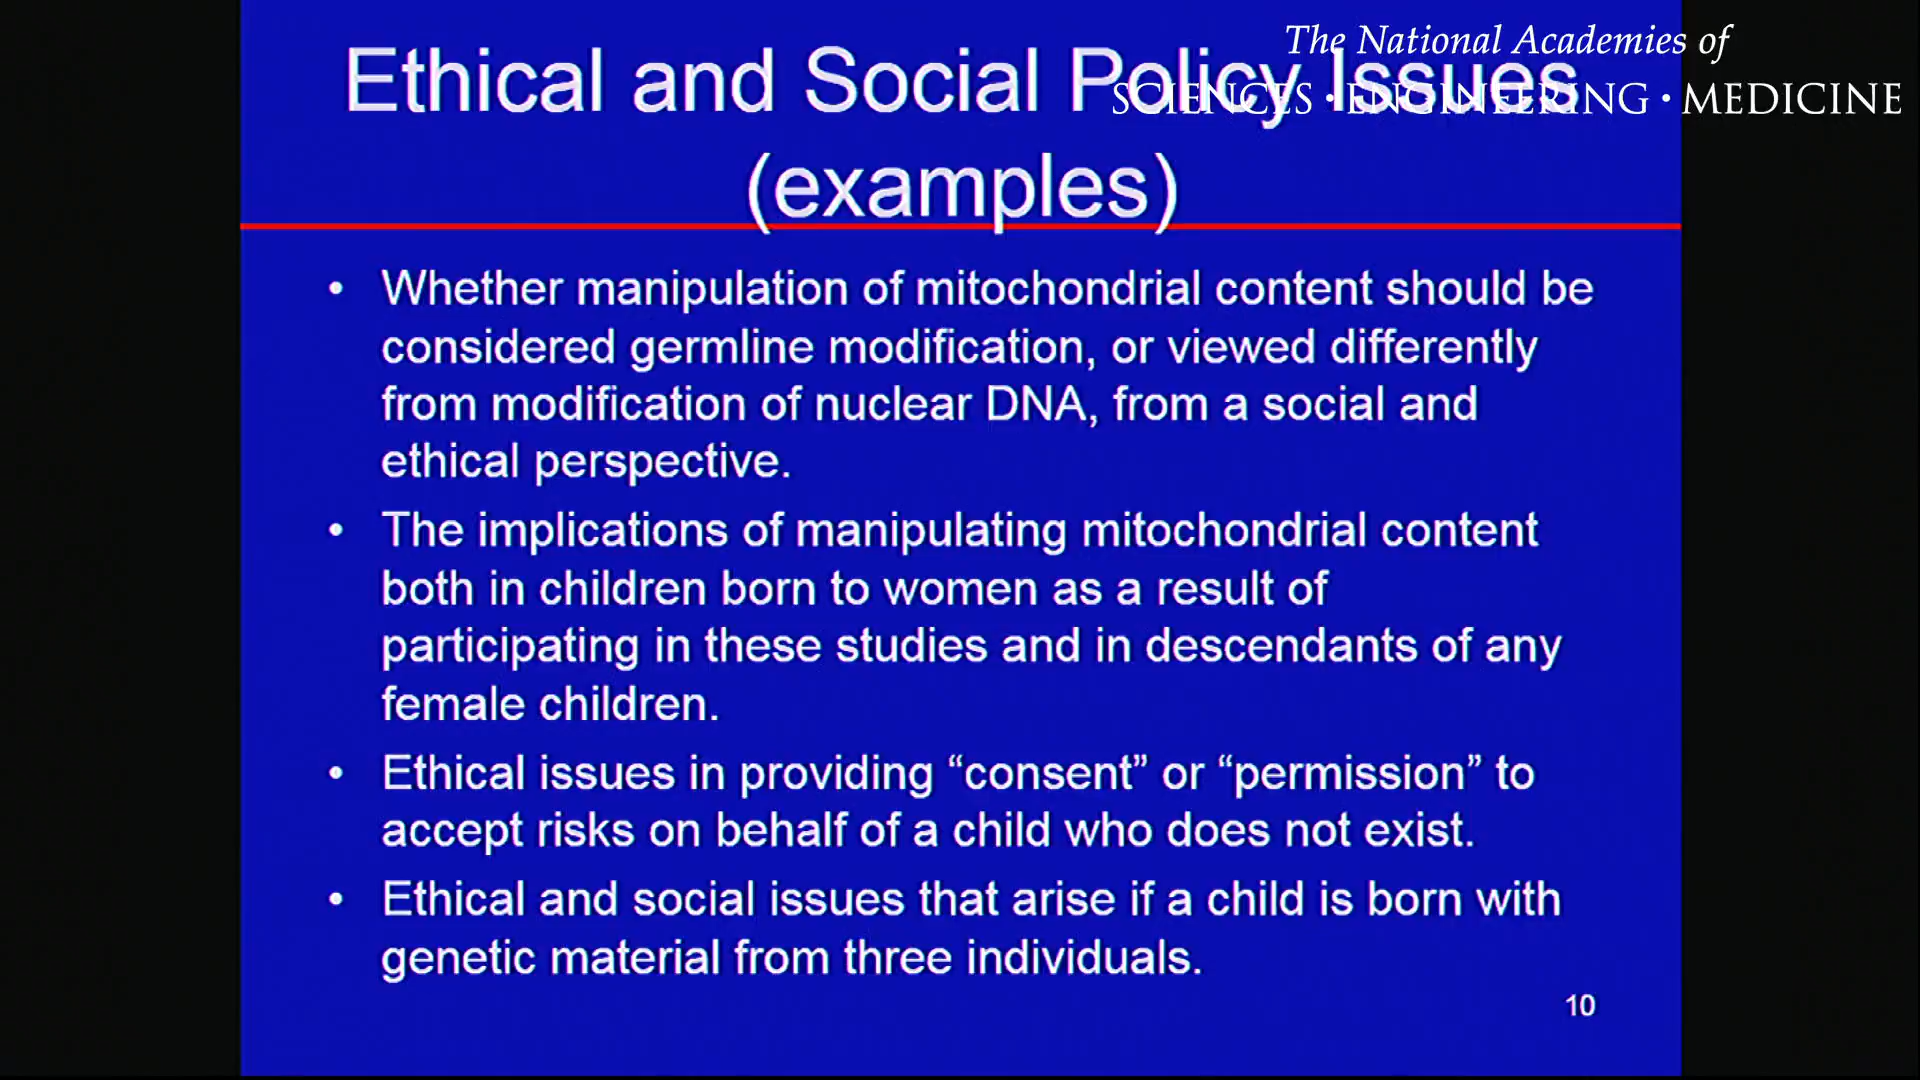 The National Academies of
SCIENCES · ENGINEERING · MEDICINE
Ethical and Social Policy Issues
(examples)
• Whether manipulation of mitochondrial content should be
considered germline modification, or viewed differently
from modification of nuclear DNA, from a social and
ethical perspective.
• The implications of manipulating mitochondrial content
both in children born to women as a result of
participating in these studies and in descendants of any
female children.
• Ethical issues in providing “consent” or “permission” to
accept risks on behalf of a child who does not exist.
• Ethical and social issues that arise if a child is born with
genetic material from three individuals.
10